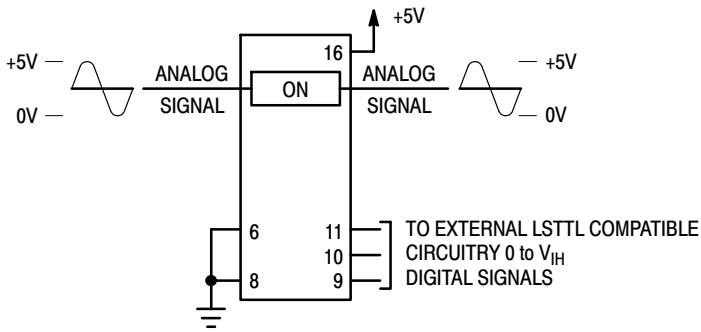 +5V
16
+5V
ANALOG
SIGNAL
ON
ANALOG
SIGNAL
+5V
0V
0V
6
8
11
10
9
TO EXTERNAL LSTTL COMPATIBLE
CIRCUITRY 0 to VIH
DIGITAL SIGNALS